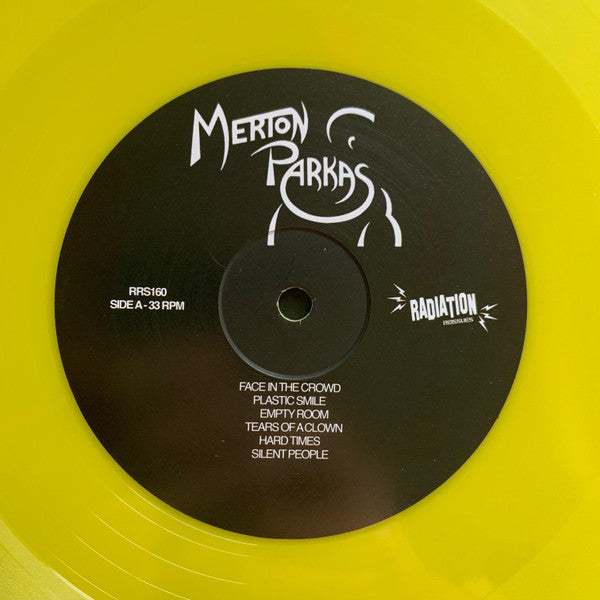 MERTON
PARKAS
RRS160
SIDE A - 33 RPM
RADIATION
REISSUES
FACE IN THE CROWD
PLASTIC SMILE
EMPTY ROOM
TEARS OF A CLOWN
HARD TIMES
SILENT PEOPLE